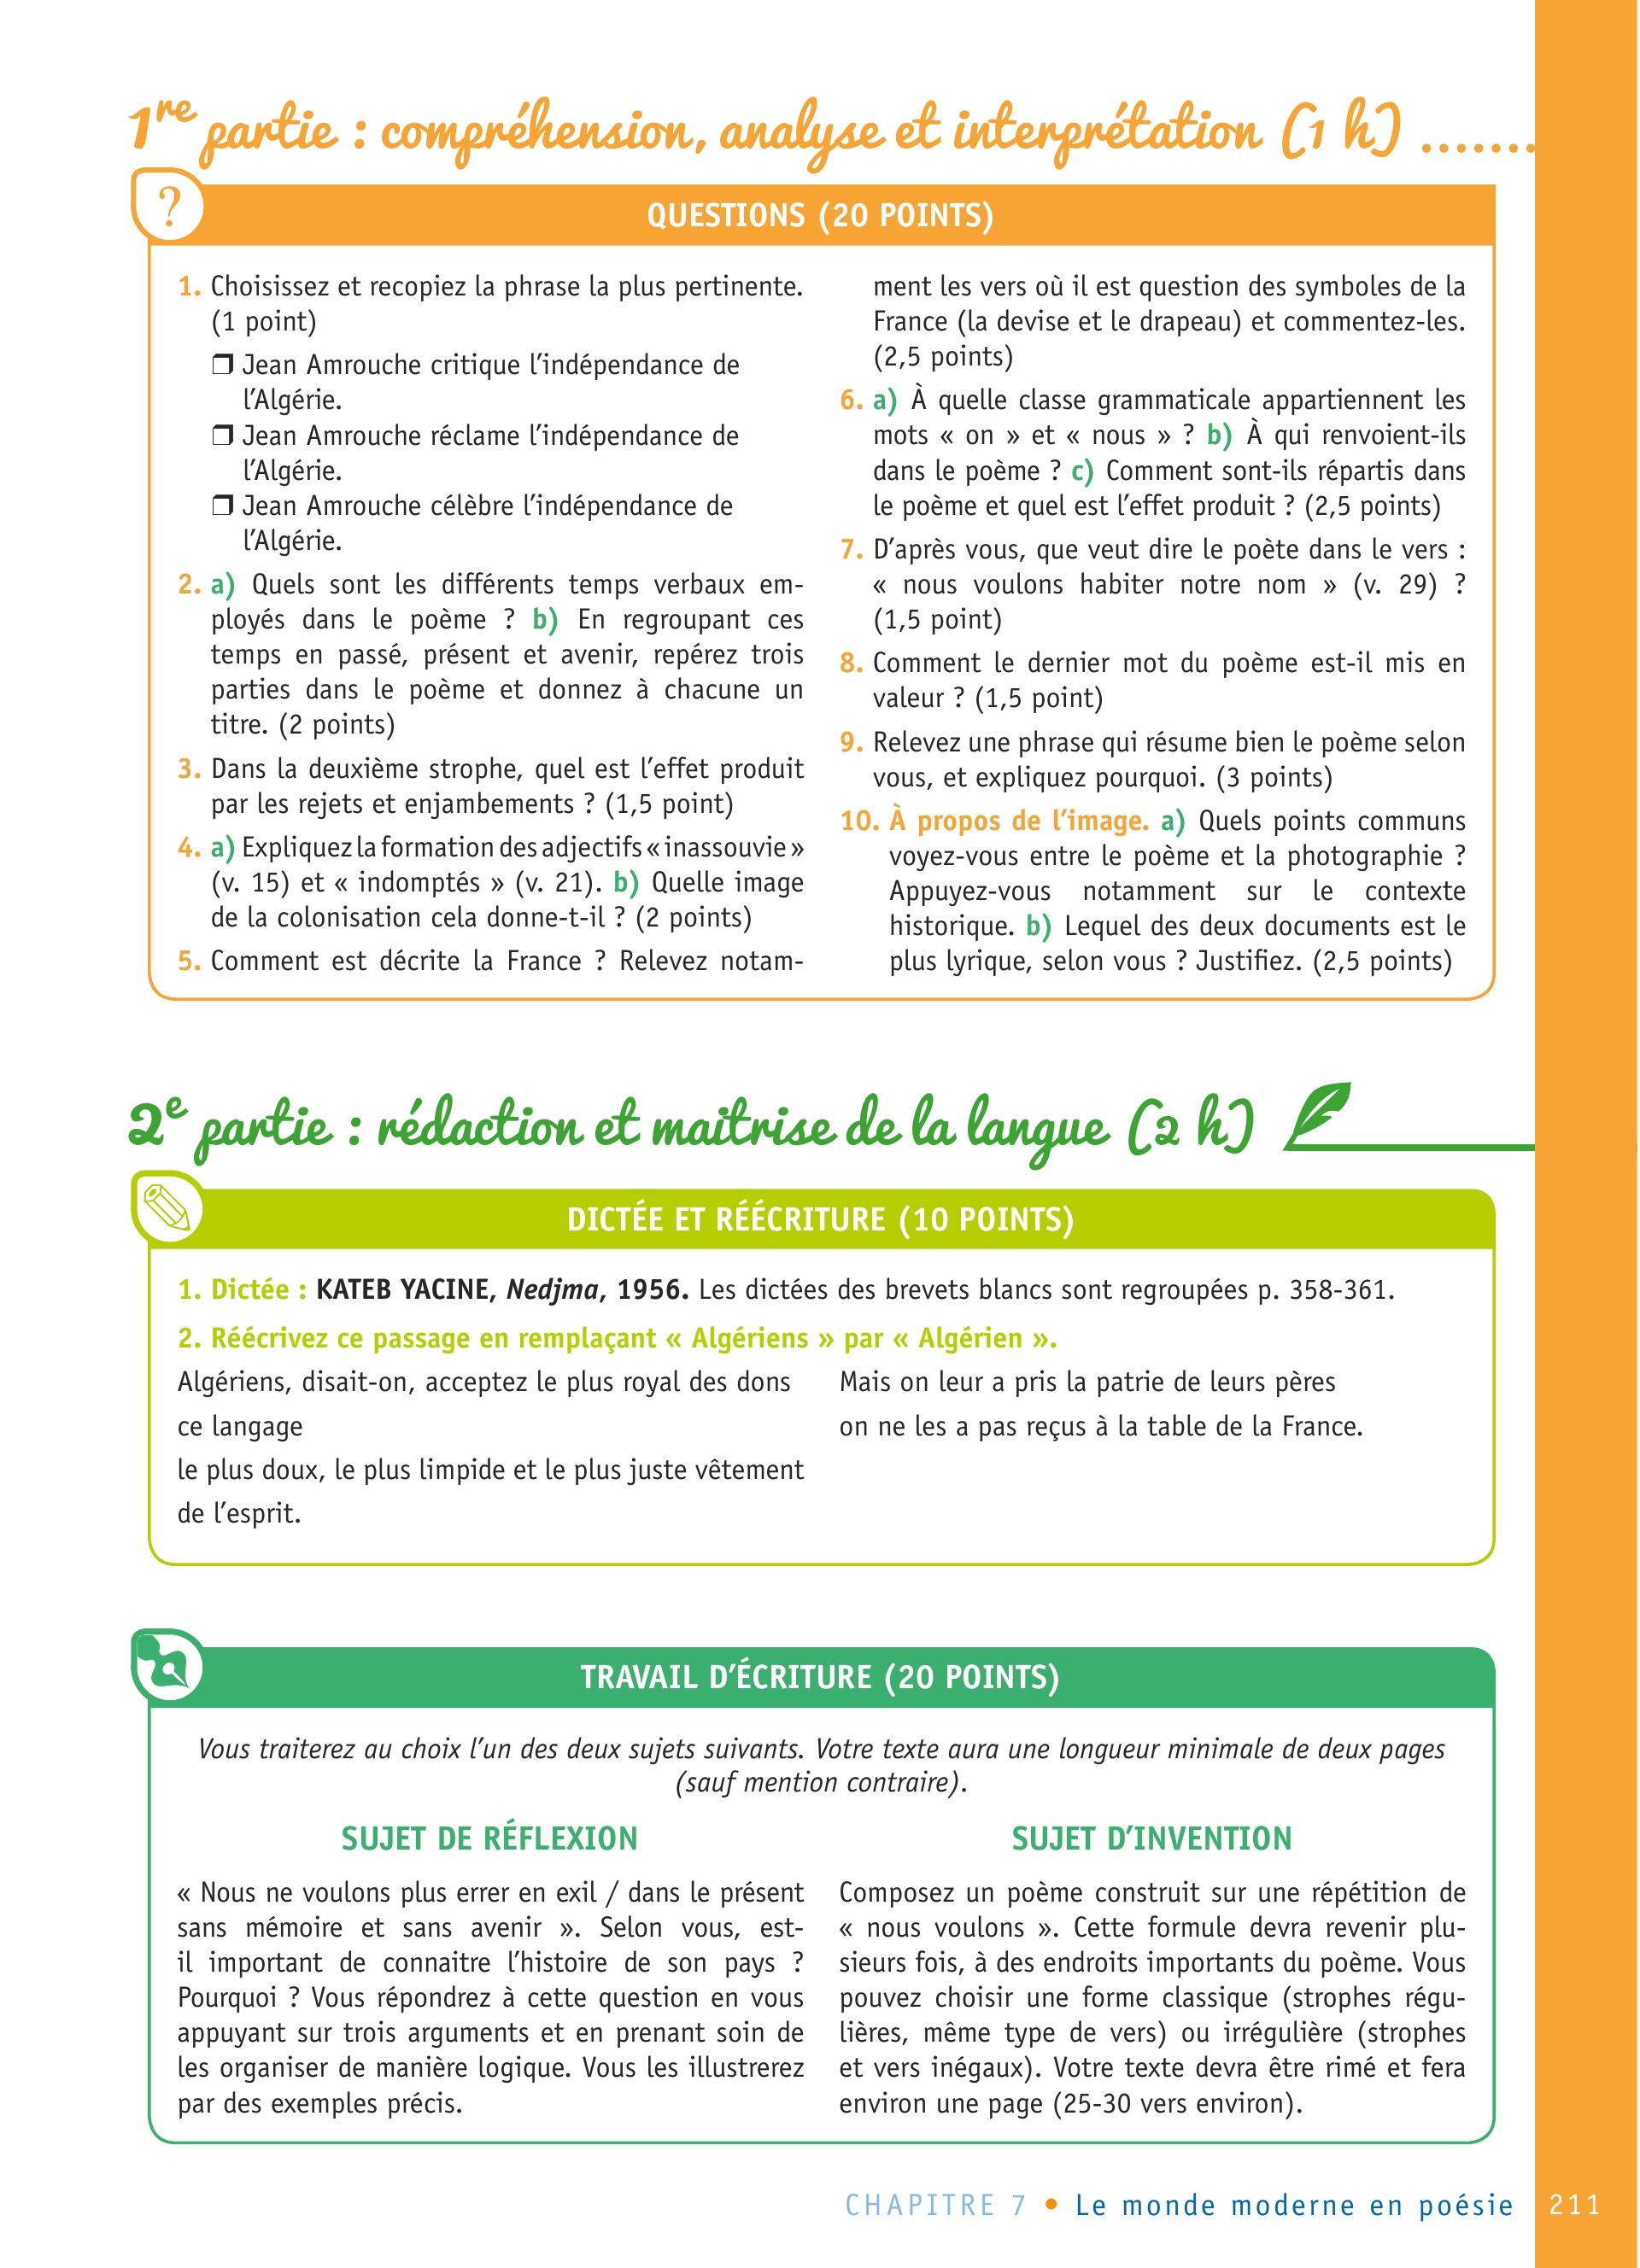 1re partie : compréhension, analyse et interprétation (1 h) .......
?
QUESTIONS (20 POINTS)
1. Choisissez et recopiez la phrase la plus pertinente.
(1 point)
❒ Jean Amrouche critique l’indépendance de
l’Algérie.
❒ Jean Amrouche réclame l’indépendance de
l’Algérie.
❒ Jean Amrouche célèbre l’indépendance de
l’Algérie.
2. a) Quels sont les différents temps verbaux em-
ployés dans le poème ? b) En regroupant ces
temps en passé, présent et avenir, repérez trois
parties dans le poème et donnez à chacune un
titre. (2 points)
3. Dans la deuxième strophe, quel est l’effet produit
par les rejets et enjambements ? (1,5 point)
4. a) Expliquez la formation des adjectifs « inassouvie »
(v. 15) et « indomptés » (v. 21). b) Quelle image
de la colonisation cela donne-t-il ? (2 points)
5. Comment est décrite la France ? Relevez notam-
ment les vers où il est question des symboles de la
France (la devise et le drapeau) et commentez-les.
(2,5 points)
6. a) À quelle classe grammaticale appartiennent les
mots « on » et « nous » ? b) À qui renvoient-ils
dans le poème ? c) Comment sont-ils répartis dans
le poème et quel est l’effet produit ? (2,5 points)
7. D’après vous, que veut dire le poète dans le vers :
« nous voulons habiter notre nom » (v. 29) ?
(1,5 point)
8. Comment le dernier mot du poème est-il mis en
valeur ? (1,5 point)
9. Relevez une phrase qui résume bien le poème selon
vous, et expliquez pourquoi. (3 points)
10. À propos de l’image. a) Quels points communs
voyez-vous entre le poème et la photographie ?
Appuyez-vous notamment sur le contexte
historique. b) Lequel des deux documents est le
plus lyrique, selon vous ? Justifiez. (2,5 points)
2e partie : rédaction et maitrise de la langue (2 h)
DICTÉE ET RÉÉCRITURE (10 POINTS)
1. Dictée : KATEB YACINE, Nedjma, 1956. Les dictées des brevets blancs sont regroupées p. 358-361.
2. Réécrivez ce passage en remplaçant « Algériens » par « Algérien ».
Algériens, disait-on, acceptez le plus royal des dons
ce langage
le plus doux, le plus limpide et le plus juste vêtement
de l’esprit.
Mais on leur a pris la patrie de leurs pères
on ne les a pas reçus à la table de la France.
TRAVAIL D’ÉCRITURE (20 POINTS)
Vous traiterez au choix l’un des deux sujets suivants. Votre texte aura une longueur minimale de deux pages
(sauf mention contraire).
SUJET DE RÉFLEXION
« Nous ne voulons plus errer en exil / dans le présent
sans mémoire et sans avenir ». Selon vous, est-
il important de connaitre l’histoire de son pays ?
Pourquoi ? Vous répondrez à cette question en vous
appuyant sur trois arguments et en prenant soin de
les organiser de manière logique. Vous les illustrerez
par des exemples précis.
SUJET D’INVENTION
Composez un poème construit sur une répétition de
« nous voulons ». Cette formule devra revenir plu-
sieurs fois, à des endroits importants du poème. Vous
pouvez choisir une forme classique (strophes régu-
lières, même type de vers) ou irrégulière (strophes
et vers inégaux). Votre texte devra être rimé et fera
environ une page (25-30 vers environ).
CHAPITRE 7 • Le monde moderne en poésie 211